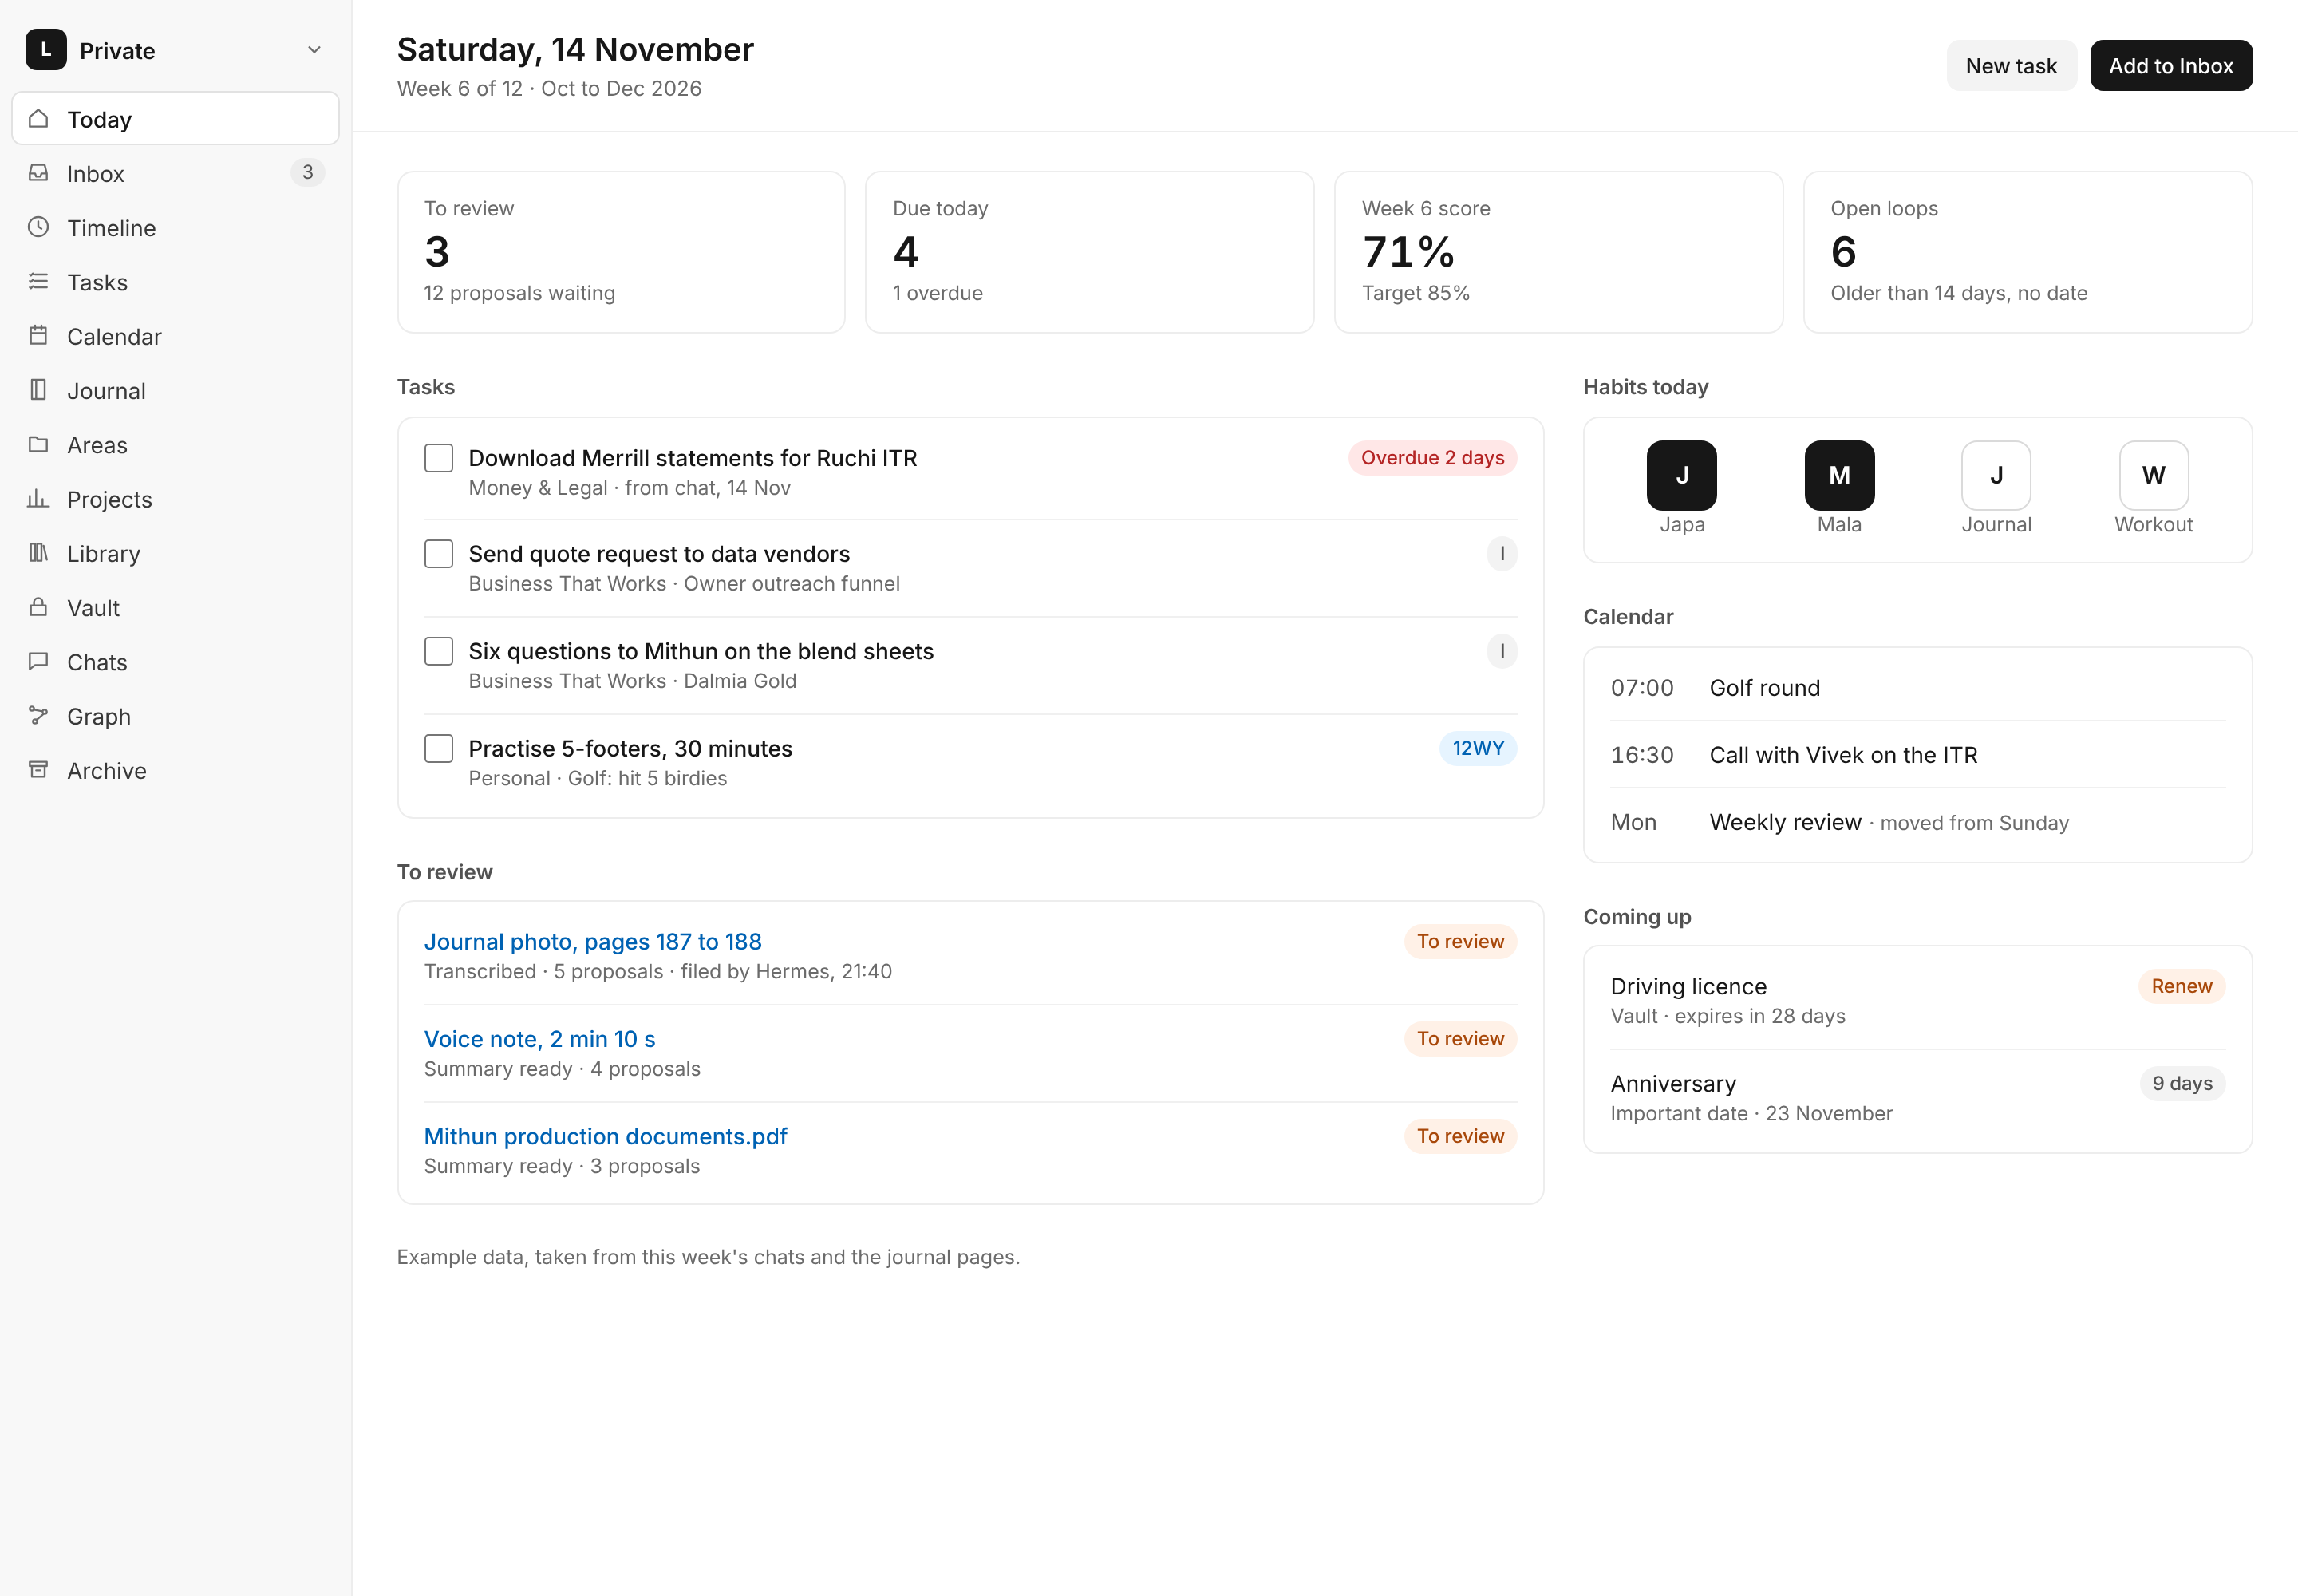 L Private
Today
Inbox 3
Timeline
Tasks
Calendar
Journal
Areas
Projects
Library
Vault
Chats
Graph
Archive
Saturday, 14 November
Week 6 of 12 · Oct to Dec 2026
New task
Add to Inbox
To review
3
12 proposals waiting
Due today
4
1 overdue
Week 6 score
71%
Target 85%
Open loops
6
Older than 14 days, no date
Tasks
Download Merrill statements for Ruchi ITR Overdue 2 days
Money & Legal · from chat, 14 Nov
Send quote request to data vendors I
Business That Works · Owner outreach funnel
Six questions to Mithun on the blend sheets I
Business That Works · Dalmia Gold
Practise 5-footers, 30 minutes 12WY
Personal · Golf: hit 5 birdies
To review
Journal photo, pages 187 to 188 To review
Transcribed · 5 proposals · filed by Hermes, 21:40
Voice note, 2 min 10 s To review
Summary ready · 4 proposals
Mithun production documents.pdf To review
Summary ready · 3 proposals
Example data, taken from this week's chats and the journal pages.
Habits today
J M J W
Japa Mala Journal Workout
Calendar
07:00 Golf round
16:30 Call with Vivek on the ITR
Mon Weekly review · moved from Sunday
Coming up
Driving licence Renew
Vault · expires in 28 days
Anniversary 9 days
Important date · 23 November